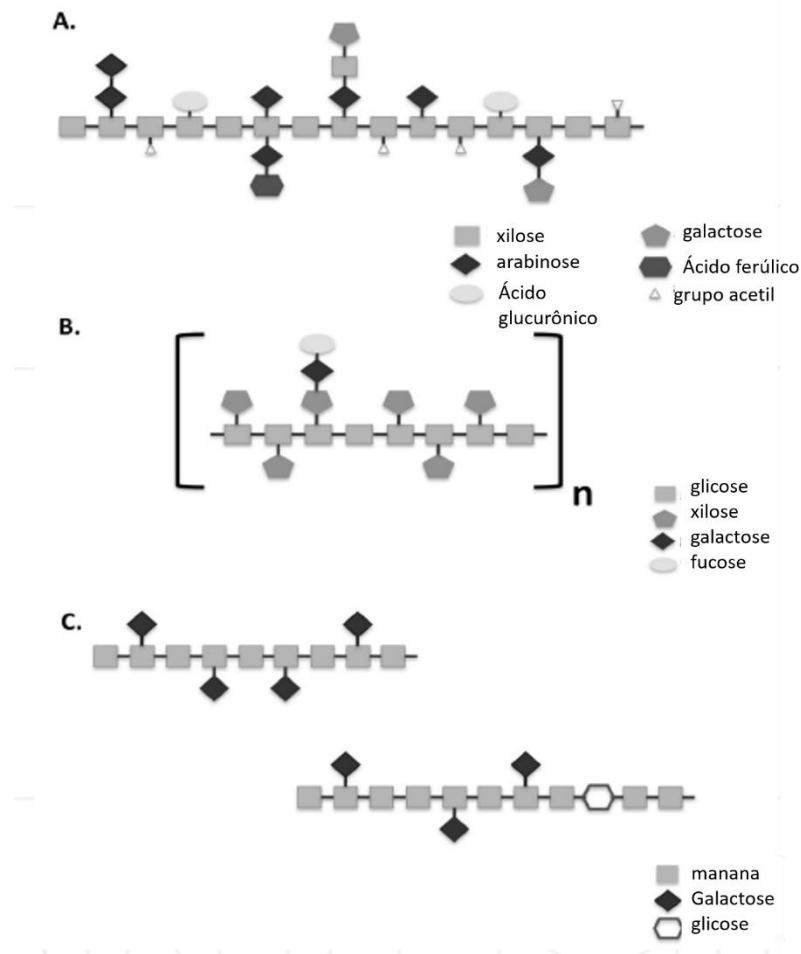 A.
xilose
arabinose
Ácido
glucurônico
galactose
Ácido ferúlico
grupo acetil
B.
n
glicose
xilose
galactose
fucose
C.
manana
Galactose
glicose